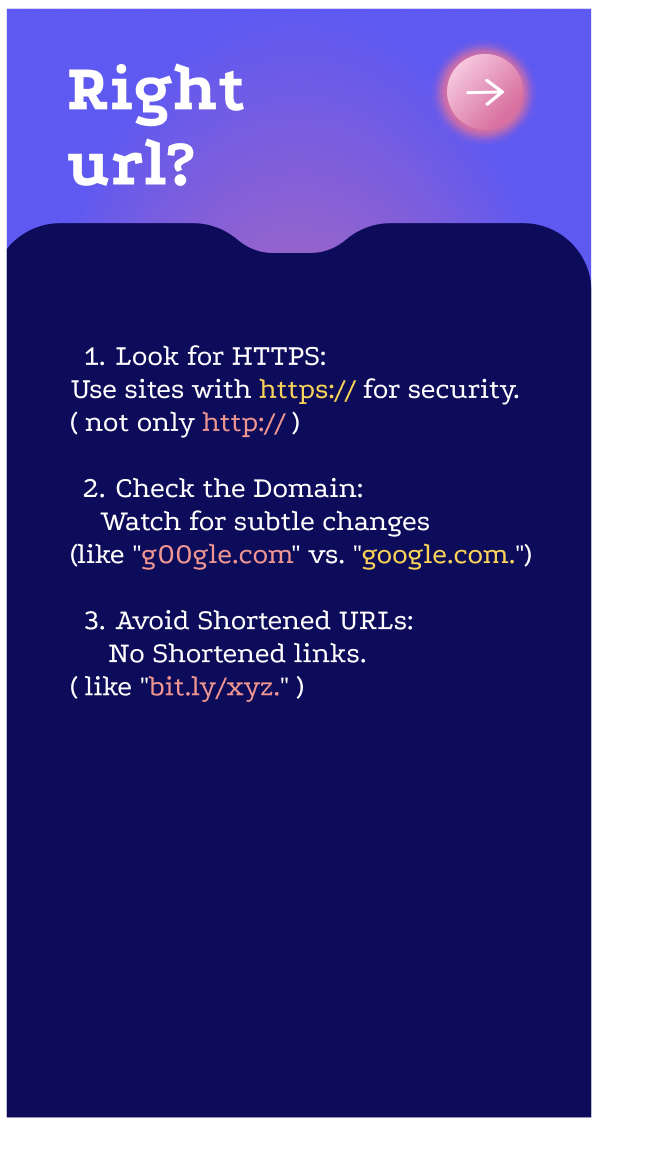 Right
url?
1. Look for HTTPS:
Use sites with https:// for security.
( not only http:// )
2. Check the Domain:
Watch for subtle changes
(like "g00gle.com" vs. "google.com.")
3. Avoid Shortened URLs:
No Shortened links.
( like "bit.ly/xyz." )